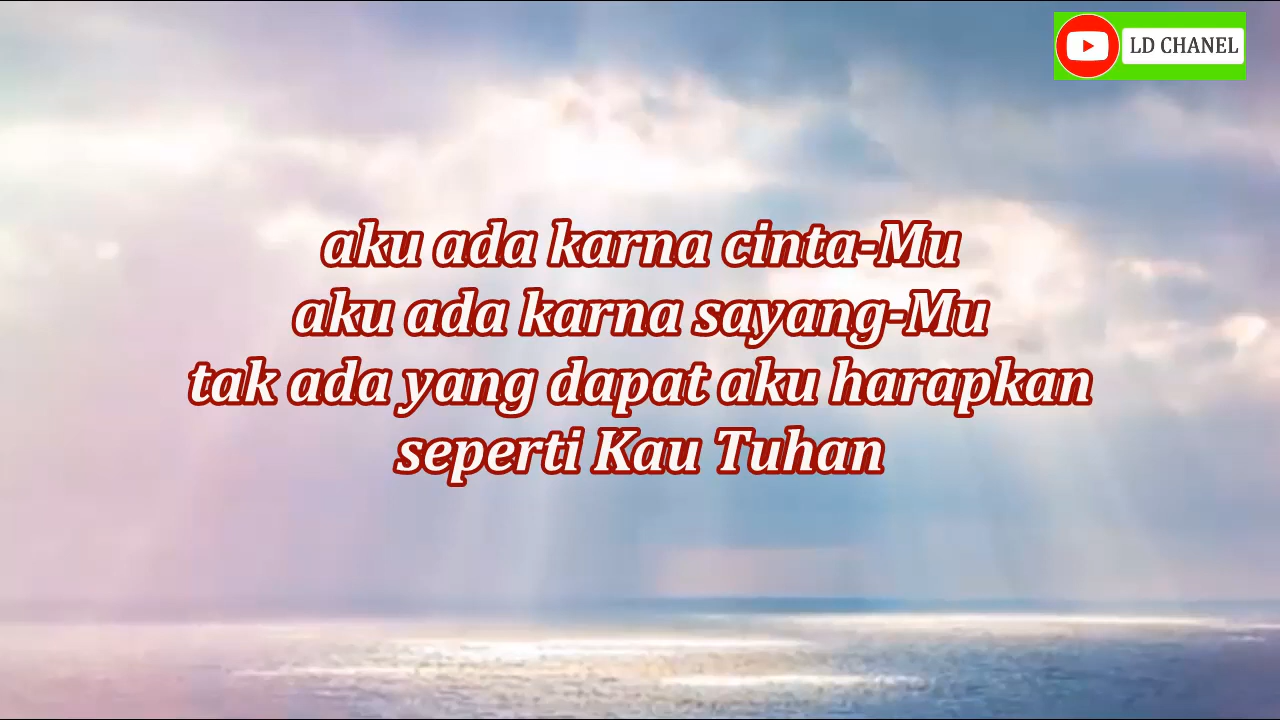 LD CHANEL
aku ada karna cinta-Mu
aku ada karna sayang-Mu
tak ada yang dapat aku harapkan
seperti Kau Tuhan